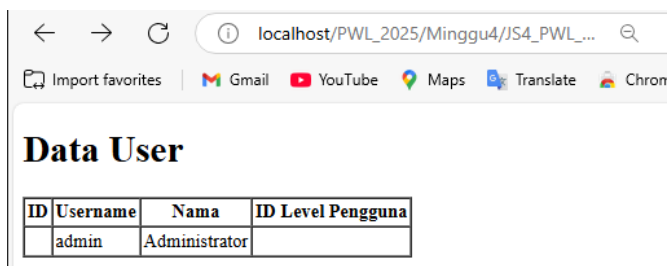 localhost/PWL_2025/Minggu4/JS4_PWL_...
Import favorites Gmail YouTube Maps Translate Chrom
Data User
ID Username Nama ID Level Pengguna
admin Administrator